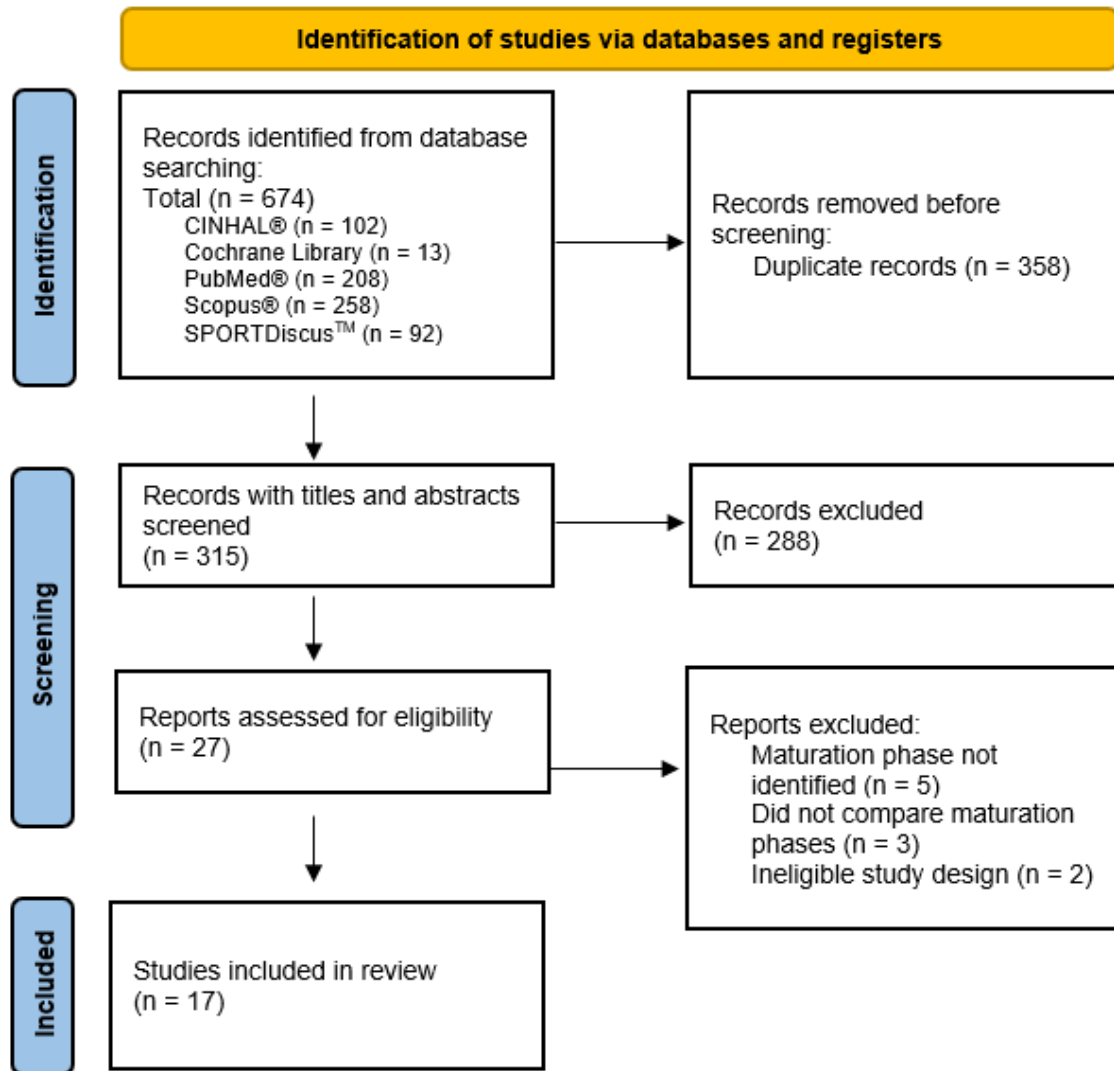 Identification of studies via databases and registers
Identification
Records identified from database
searching:
Total (n = 674)
CINHAL® (n = 102)
Cochrane Library (n = 13)
PubMed® (n = 208)
Scopus® (n = 258)
SPORTDiscus™ (n = 92)
Records removed before
screening:
Duplicate records (n = 358)
Screening
Records with titles and abstracts
screened
(n = 315)
Records excluded
(n = 288)
Reports assessed for eligibility
(n = 27)
Reports excluded:
Maturation phase not
identified (n = 5)
Did not compare maturation
phases (n = 3)
Ineligible study design (n = 2)
Included
Studies included in review
(n = 17)